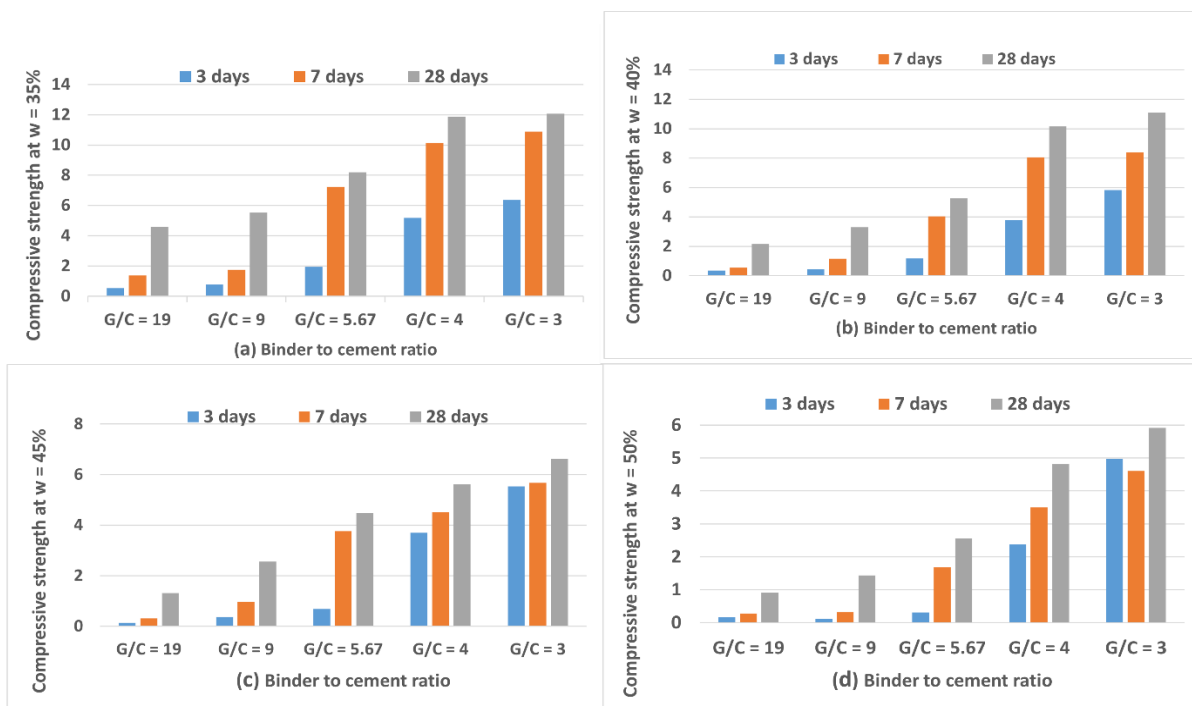 3 days 7 days 28 days
Compressive strength at w = 35%
14
12
10
8
6
4
2
0
G/C = 19 G/C = 9 G/C = 5.67 G/C = 4 G/C = 3
(a) Binder to cement ratio
3 days 7 days 28 days
Compressive strength at w = 40%
14
12
10
8
6
4
2
0
G/C = 19 G/C = 9 G/C = 5.67 G/C = 4 G/C = 3
(b) Binder to cement ratio
3 days 7 days 28 days
Compressive strength at w = 45%
8
6
4
2
0
G/C = 19 G/C = 9 G/C = 5.67 G/C = 4 G/C = 3
(c) Binder to cement ratio
3 days 7 days 28 days
Compressive strength at w = 50%
6
5
4
3
2
1
0
G/C = 19 G/C = 9 G/C = 5.67 G/C = 4 G/C = 3
(d) Binder to cement ratio